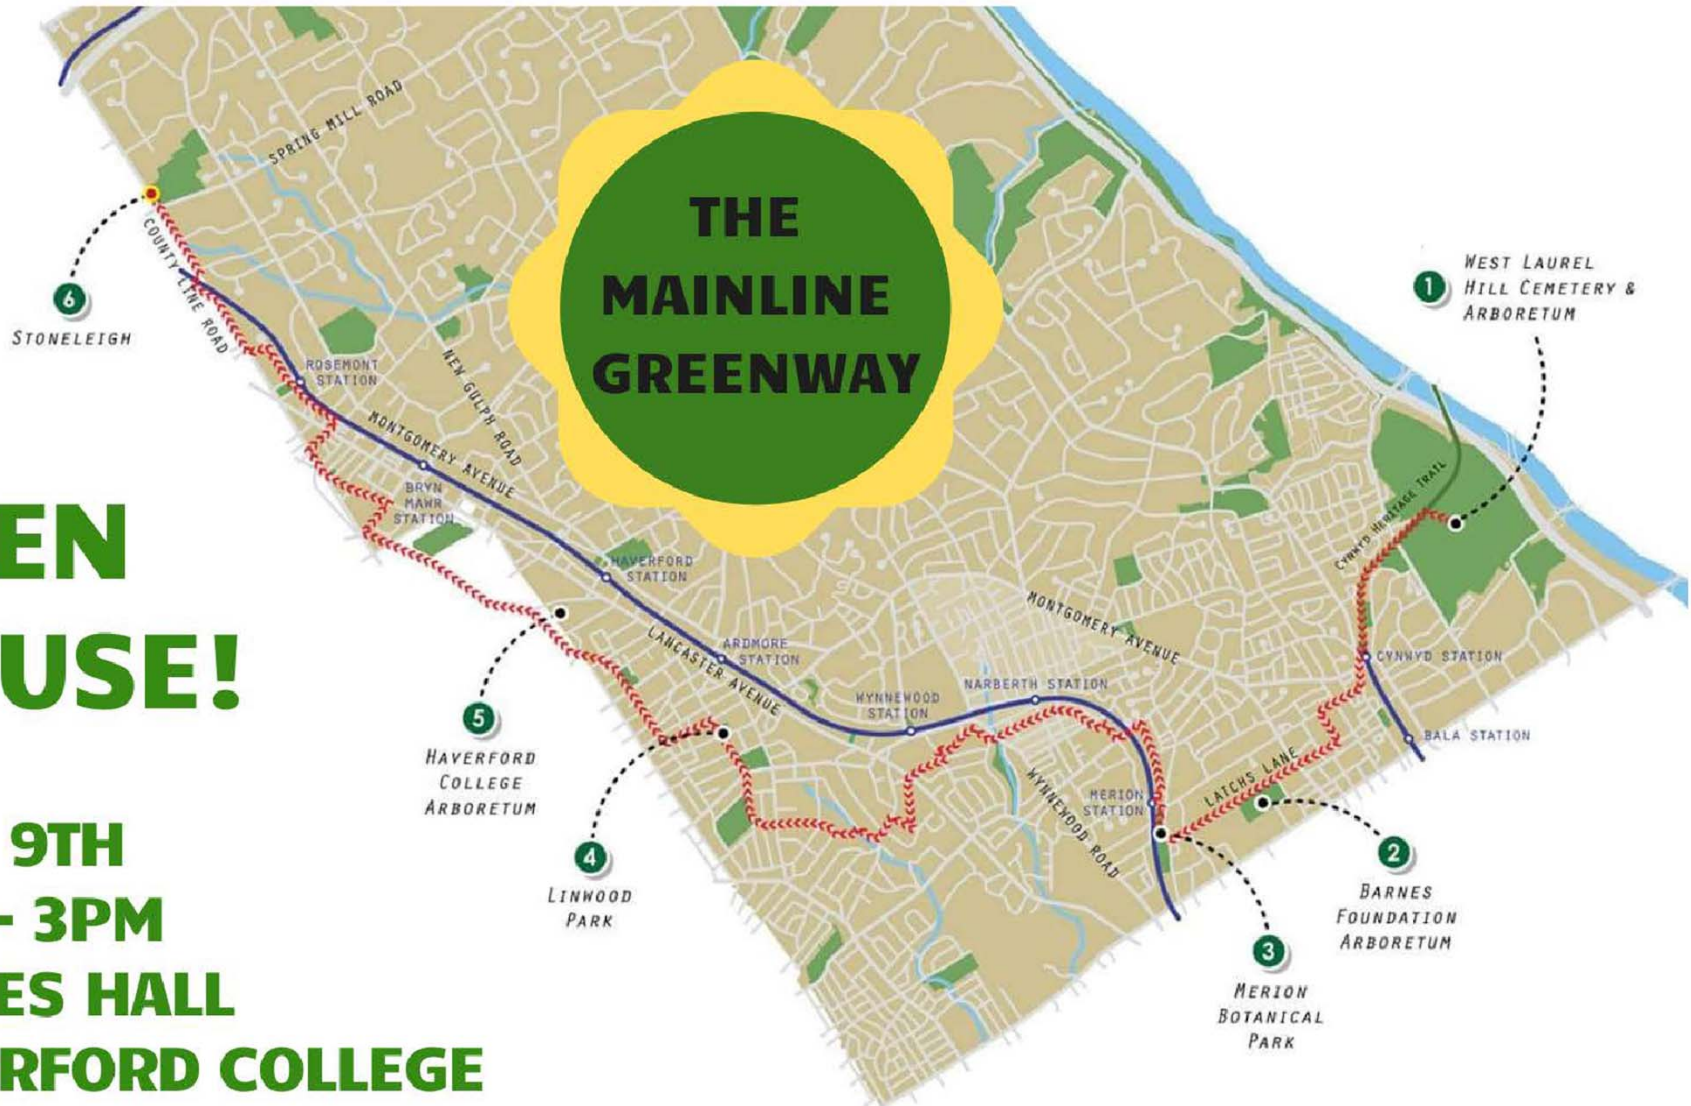 THE
MAINLINE
GREENWAY
SPRING MILL ROAD
COUNTY LINE ROAD
6
STONELEIGH
ROSEMONT
STATION
NEW GULPH ROAD
MONTGOMERY AVENUE
BRYN
MAWR
STATION
HAVERFORD
STATION
LANCASTER AVENUE
ARDMORE
STATION
WYNNEWOOD
STATION
NARBERTH STATION
MONTGOMERY AVENUE
WYNNEWOOD ROAD
MERION
STATION
LATCHS LANE
CYNWYD HERITAGE TRAIL
CYNWYD STATION
BALA STATION
1
WEST LAUREL
HILL CEMETERY &
ARBORETUM
2
BARNES
FOUNDATION
ARBORETUM
3
MERION
BOTANICAL
PARK
4
LINWOOD
PARK
5
HAVERFORD
COLLEGE
ARBORETUM
EN
USE!
9TH
- 3PM
ES HALL
RFORD COLLEGE